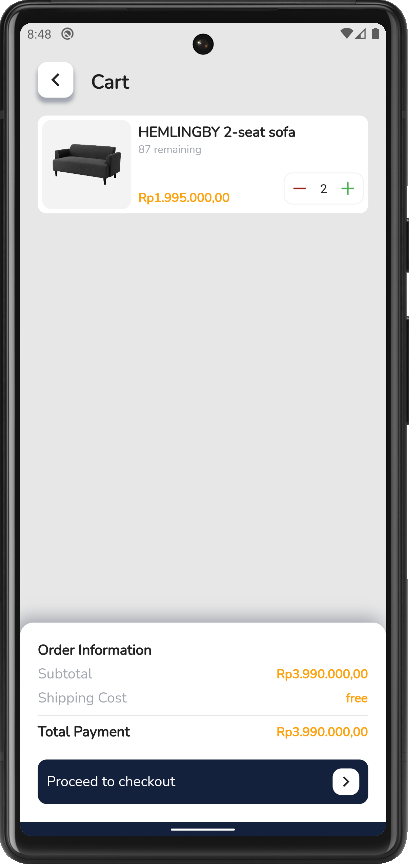 8:48
Cart
HEMLINGBY 2-seat sofa
87 remaining
Rp1.995.000,00
2
Order Information
Subtotal Rp3.990.000,00
Shipping Cost free
Total Payment Rp3.990.000,00
Proceed to checkout